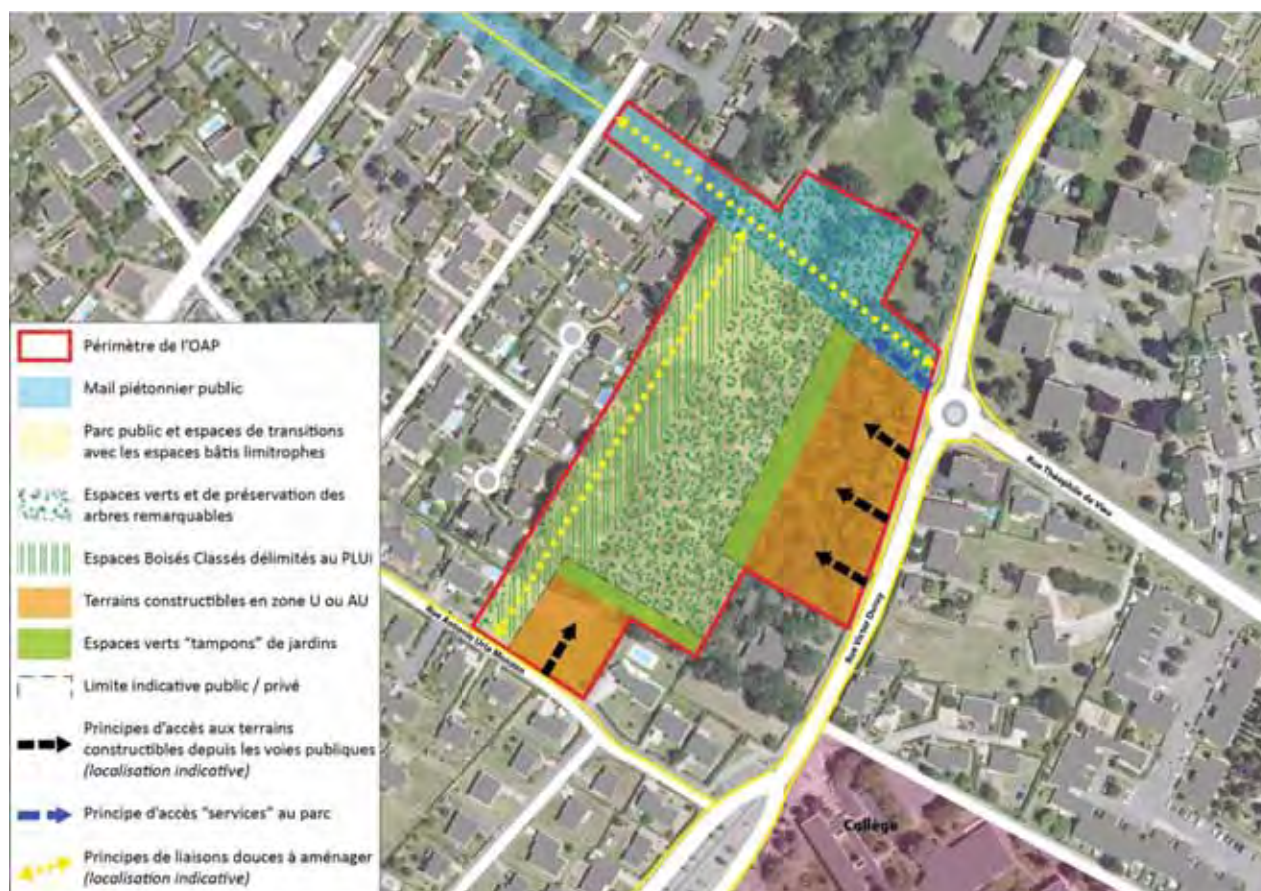 Périmètre de l'OAP
Mail piétonnier public
Parc public et espaces de transitions
avec les espaces bâtis limitrophes
Espaces verts et de préservation des
arbres remarquables
Espaces Boisés Classés délimités au PLUi
Terrains constructibles en zone U ou AU
Espaces verts "tampons" de jardins
Limite indicative public / privé
Principes d'accès aux terrains
constructibles depuis les voies publiques
(localisation indicative)
Principe d'accès "services" au parc
Principes de liaisons douces à aménager
(localisation indicative)
Rue Théophile de Viau
Rue Victor Duruy
Rue
Collège